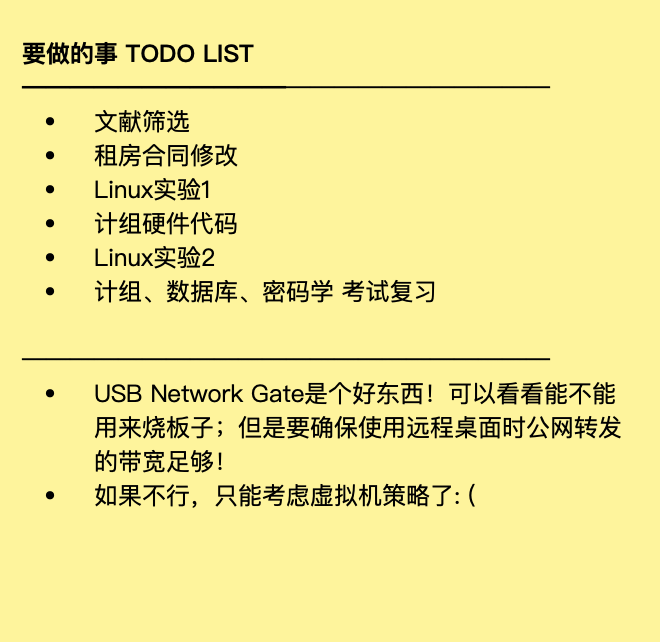 要做的事 TODO LIST
文献筛选
租房合同修改
Linux实验1
计组硬件代码
Linux实验2
计组、数据库、密码学 考试复习
USB Network Gate是个好东西！可以看看能不能
用来烧板子；但是要确保使用远程桌面时公网转发
的带宽足够！
如果不行，只能考虑虚拟机策略了: (